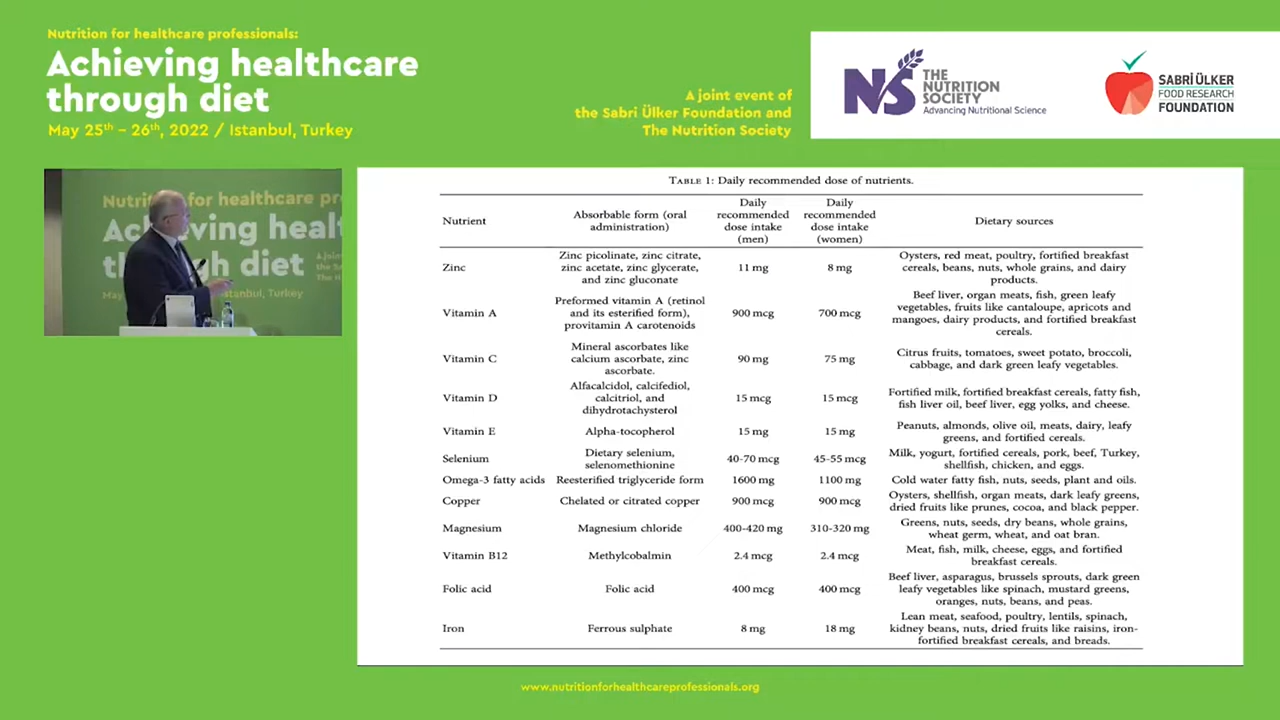 Nutrition for healthcare professionals:
Achieving healthcare
through diet
May 25th – 26th, 2022 / Istanbul, Turkey
A joint event of
the Sabri Ülker Foundation and
The Nutrition Society
NS
THE
NUTRITION
SOCIETY
Advancing Nutritional Science
SABRİ ÜLKER
FOOD RESEARCH
FOUNDATION
Nutrition for healthcare pr
Ac ving healt
th gh diet
May Istanbul, Turkey
TABLE 1: Daily recommended dose of nutrients.
Nutrient Absorbable form (oral administration) Daily recommended dose intake (men) Daily recommended dose intake (women) Dietary sources
Zinc Zinc picolinate, zinc citrate, zinc acetate, zinc glycerate, and zinc gluconate 11 mg 8 mg Oysters, red meat, poultry, fortified breakfast cereals, beans, nuts, whole grains, and dairy products.
Vitamin A Preformed vitamin A (retinol and its esterified form), provitamin A carotenoids 900 mcg 700 mcg Beef liver, organ meats, fish, green leafy vegetables, fruits like cantaloupe, apricots and mangoes, dairy products, and fortified breakfast cereals.
Vitamin C Mineral ascorbates like calcium ascorbate, zinc ascorbate. 90 mg 75 mg Citrus fruits, tomatoes, sweet potato, broccoli, cabbage, and dark green leafy vegetables.
Vitamin D Alfacalcidol, calcifediol, calcitriol, and dihydrotachysterol 15 mcg 15 mcg Fortified milk, fortified breakfast cereals, fatty fish, fish liver oil, beef liver, egg yolks, and cheese.
Vitamin E Alpha-tocopherol 15 mg 15 mg Peanuts, almonds, olive oil, meats, dairy, leafy greens, and fortified cereals.
Selenium Dietary selenium, selenomethionine 40-70 mcg 45-55 mcg Milk, yogurt, fortified cereals, pork, beef, Turkey, shellfish, chicken, and eggs.
Omega-3 fatty acids Reesterified triglyceride form 1600 mg 1100 mg Cold water fatty fish, nuts, seeds, plant and oils.
Copper Chelated or citrated copper 900 mcg 900 mcg Oysters, shellfish, organ meats, dark leafy greens, dried fruits like prunes, cocoa, and black pepper.
Magnesium Magnesium chloride 400-420 mg 310-320 mg Greens, nuts, seeds, dry beans, whole grains, wheat germ, wheat, and oat bran.
Vitamin B12 Methylcobalmin 2.4 mcg 2.4 mcg Meat, fish, milk, cheese, eggs, and fortified breakfast cereals.
Folic acid Folic acid 400 mcg 400 mcg Beef liver, asparagus, brussels sprouts, dark green leafy vegetables like spinach, mustard greens, oranges, nuts, beans, and peas.
Iron Ferrous sulphate 8 mg 18 mg Lean meat, seafood, poultry, lentils, spinach, kidney beans, nuts, dried fruits like raisins, iron-fortified breakfast cereals, and breads.
www.nutritionforhealthcareprofessionals.org